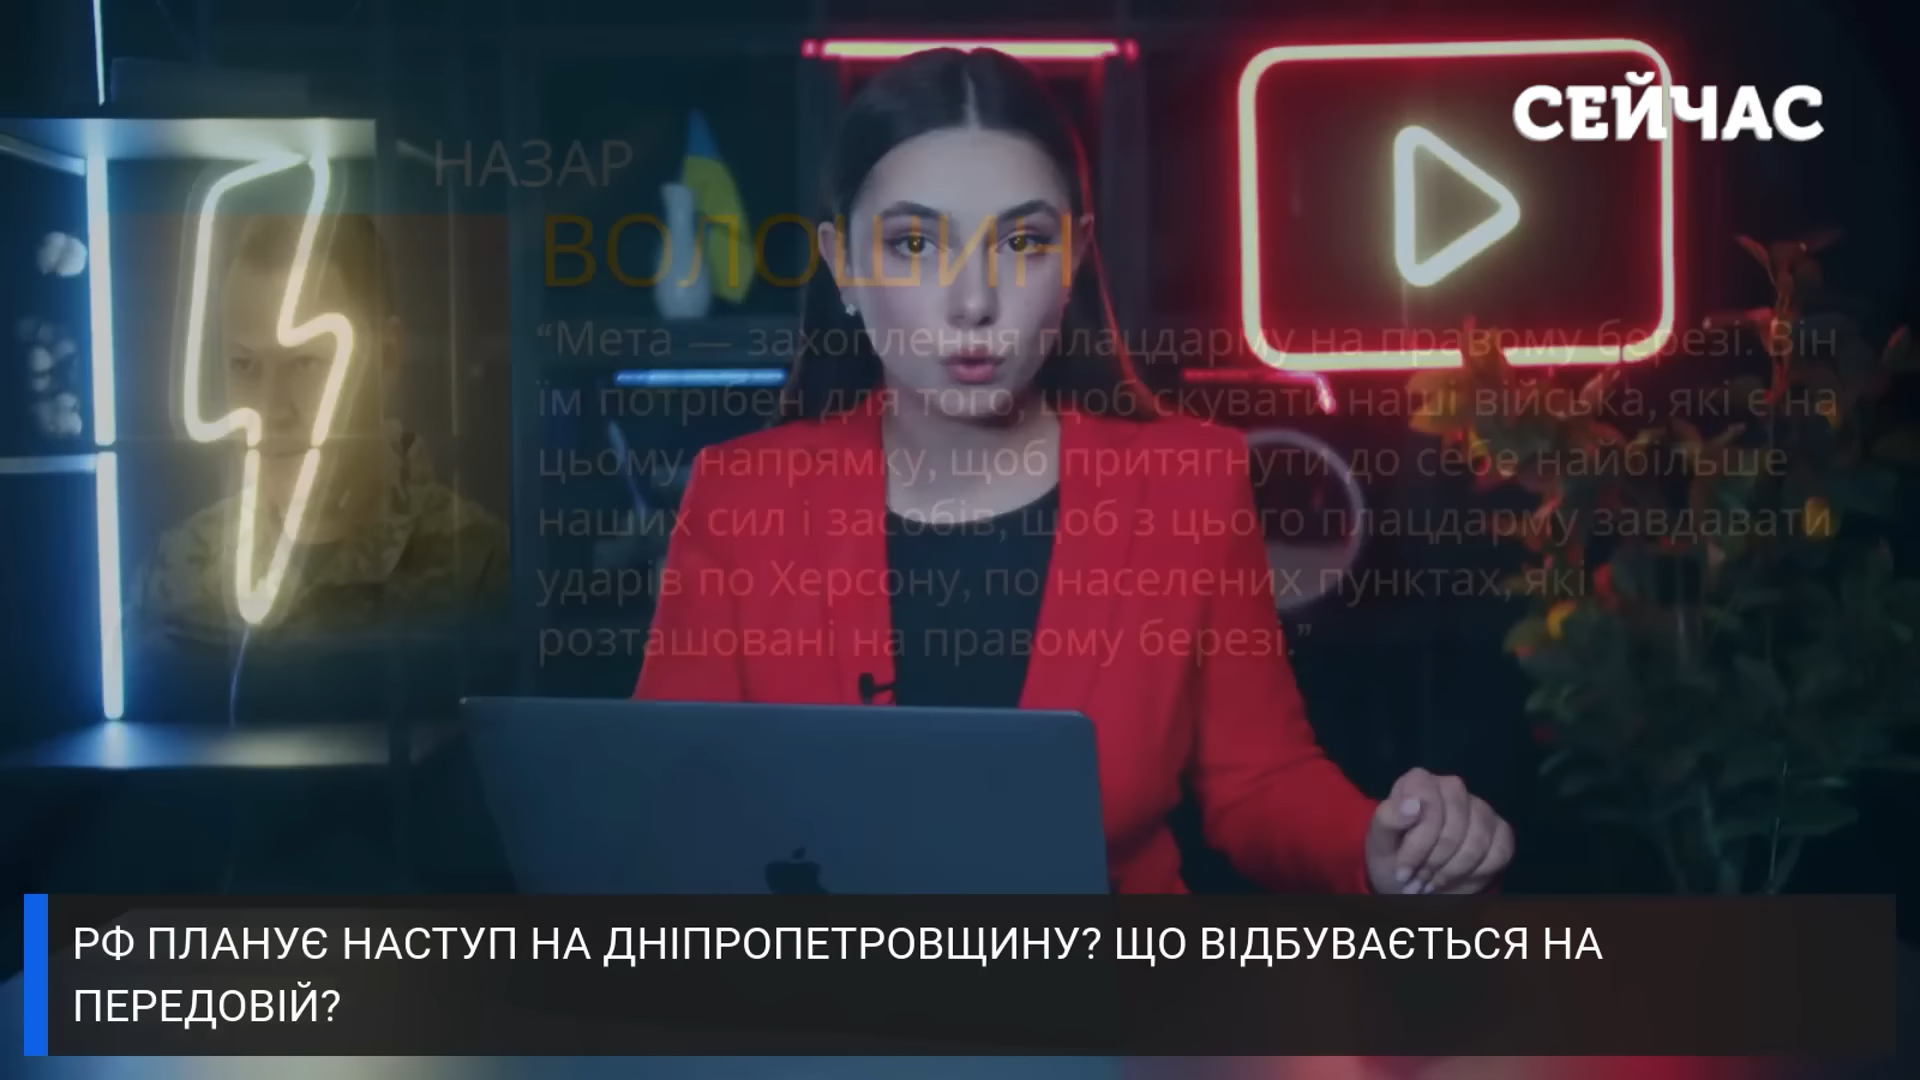 СЕЙЧАС
НАЗАР
ВОЛОШИН
“Мета — захоплення плацдарму на правому березі. Він
їм потрібен для того, щоб скувати наші війська, які є на
цьому напрямку, щоб притягнути до себе найбільше
наших сил і засобів, щоб з цього плацдарму завдавати
ударів по Херсону, по населених пунктах, які
розташовані на правому березі.”
РФ ПЛАНУЄ НАСТУП НА ДНІПРОПЕТРОВЩИНУ? ЩО ВІДБУВАЄТЬСЯ НА
ПЕРЕДОВІЙ?